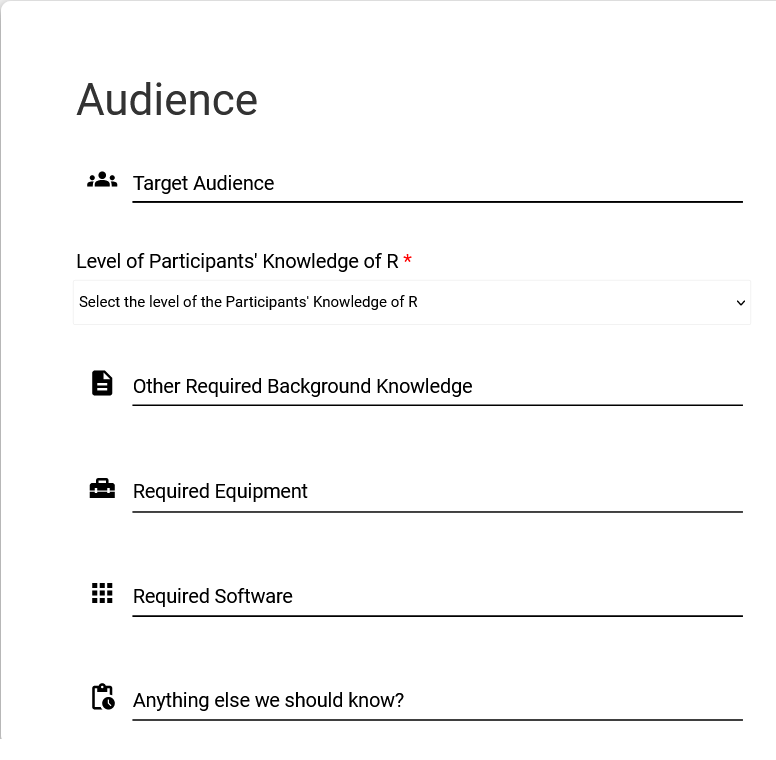 Audience
Target Audience
Level of Participants' Knowledge of R *
Select the level of the Participants' Knowledge of R
Other Required Background Knowledge
Required Equipment
Required Software
Anything else we should know?